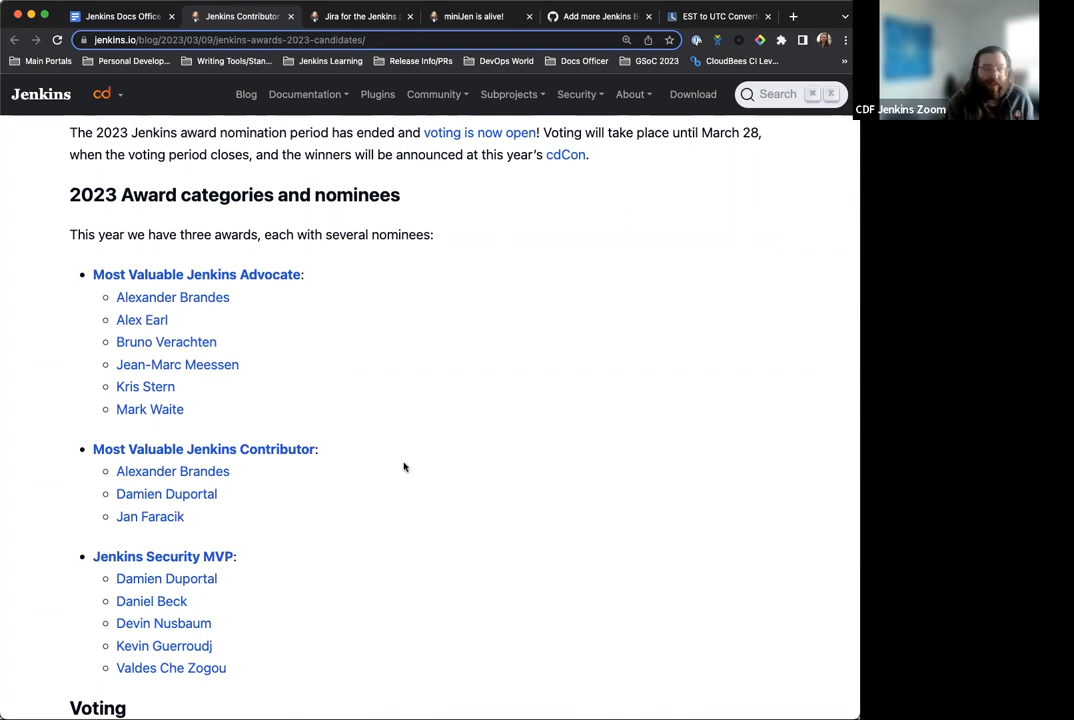 Jenkins Docs Office
Jenkins Contributor
Jira for the Jenkins
miniJen is alive!
Add more Jenkins B
EST to UTC Convert
jenkins.io/blog/2023/03/09/jenkins-awards-2023-candidates/
Main Portals
Personal Develop...
Writing Tools/Stan...
Jenkins Learning
Release Info/PRs
DevOps World
Docs Officer
GSoC 2023
CloudBees CI Lev...
»
Jenkins
cd
Blog
Documentation
Plugins
Community
Subprojects
Security
About
Download
Search ⌘ K
CDF Jenkins Zoom
The 2023 Jenkins award nomination period has ended and voting is now open! Voting will take place until March 28,
when the voting period closes, and the winners will be announced at this year's cdCon.
2023 Award categories and nominees
This year we have three awards, each with several nominees:
Most Valuable Jenkins Advocate:
Alexander Brandes
Alex Earl
Bruno Verachten
Jean-Marc Meessen
Kris Stern
Mark Waite
Most Valuable Jenkins Contributor:
Alexander Brandes
Damien Duportal
Jan Faracik
Jenkins Security MVP:
Damien Duportal
Daniel Beck
Devin Nusbaum
Kevin Guerroudj
Valdes Che Zogou
Voting